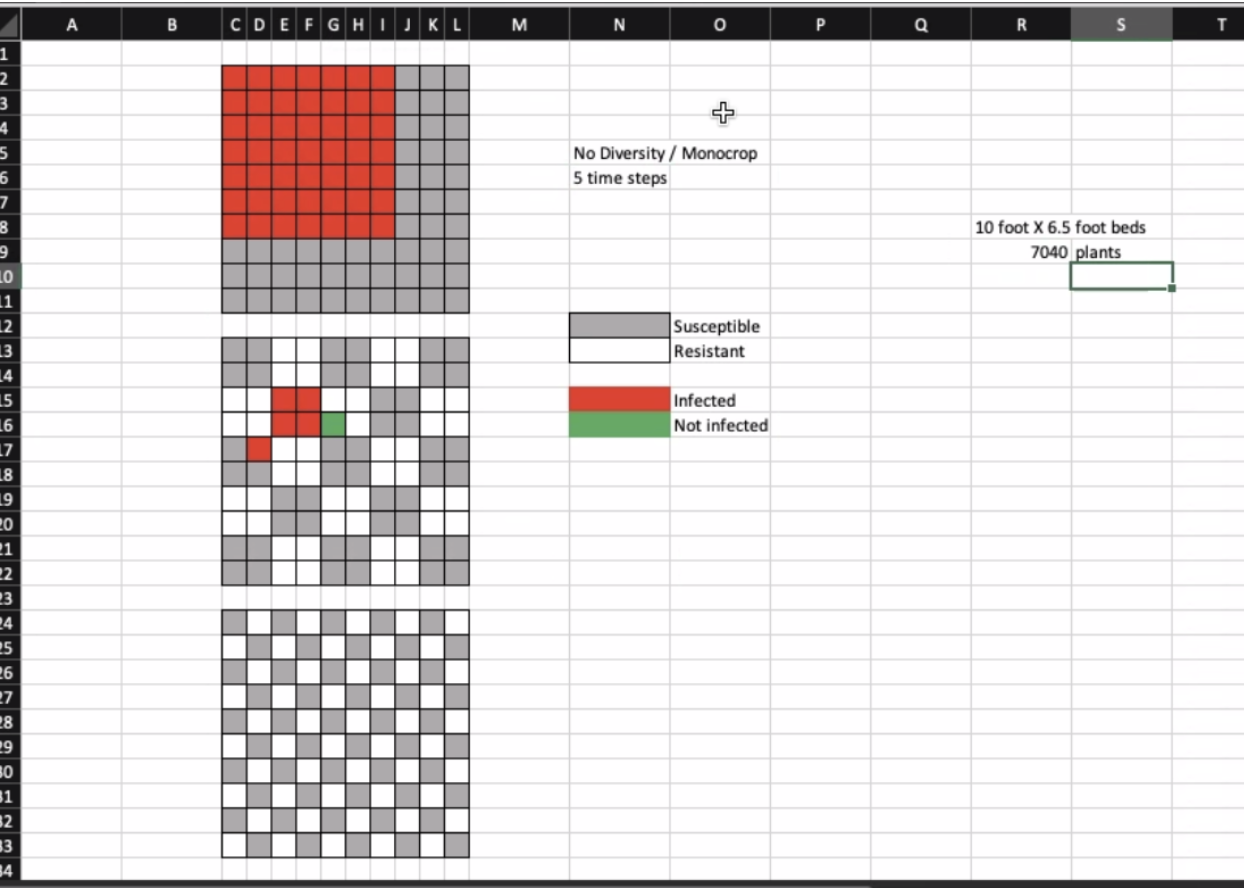 A B C D E F G H I J K L M N O P Q R S T
1
2
3
4
5 No Diversity / Monocrop
6 5 time steps
7
8 10 foot X 6.5 foot beds
9 7040 plants
10
11
12 Susceptible
13 Resistant
14
15 Infected
16 Not infected
17
18
19
20
21
22
23
24
25
26
27
28
29
30
31
32
33
34